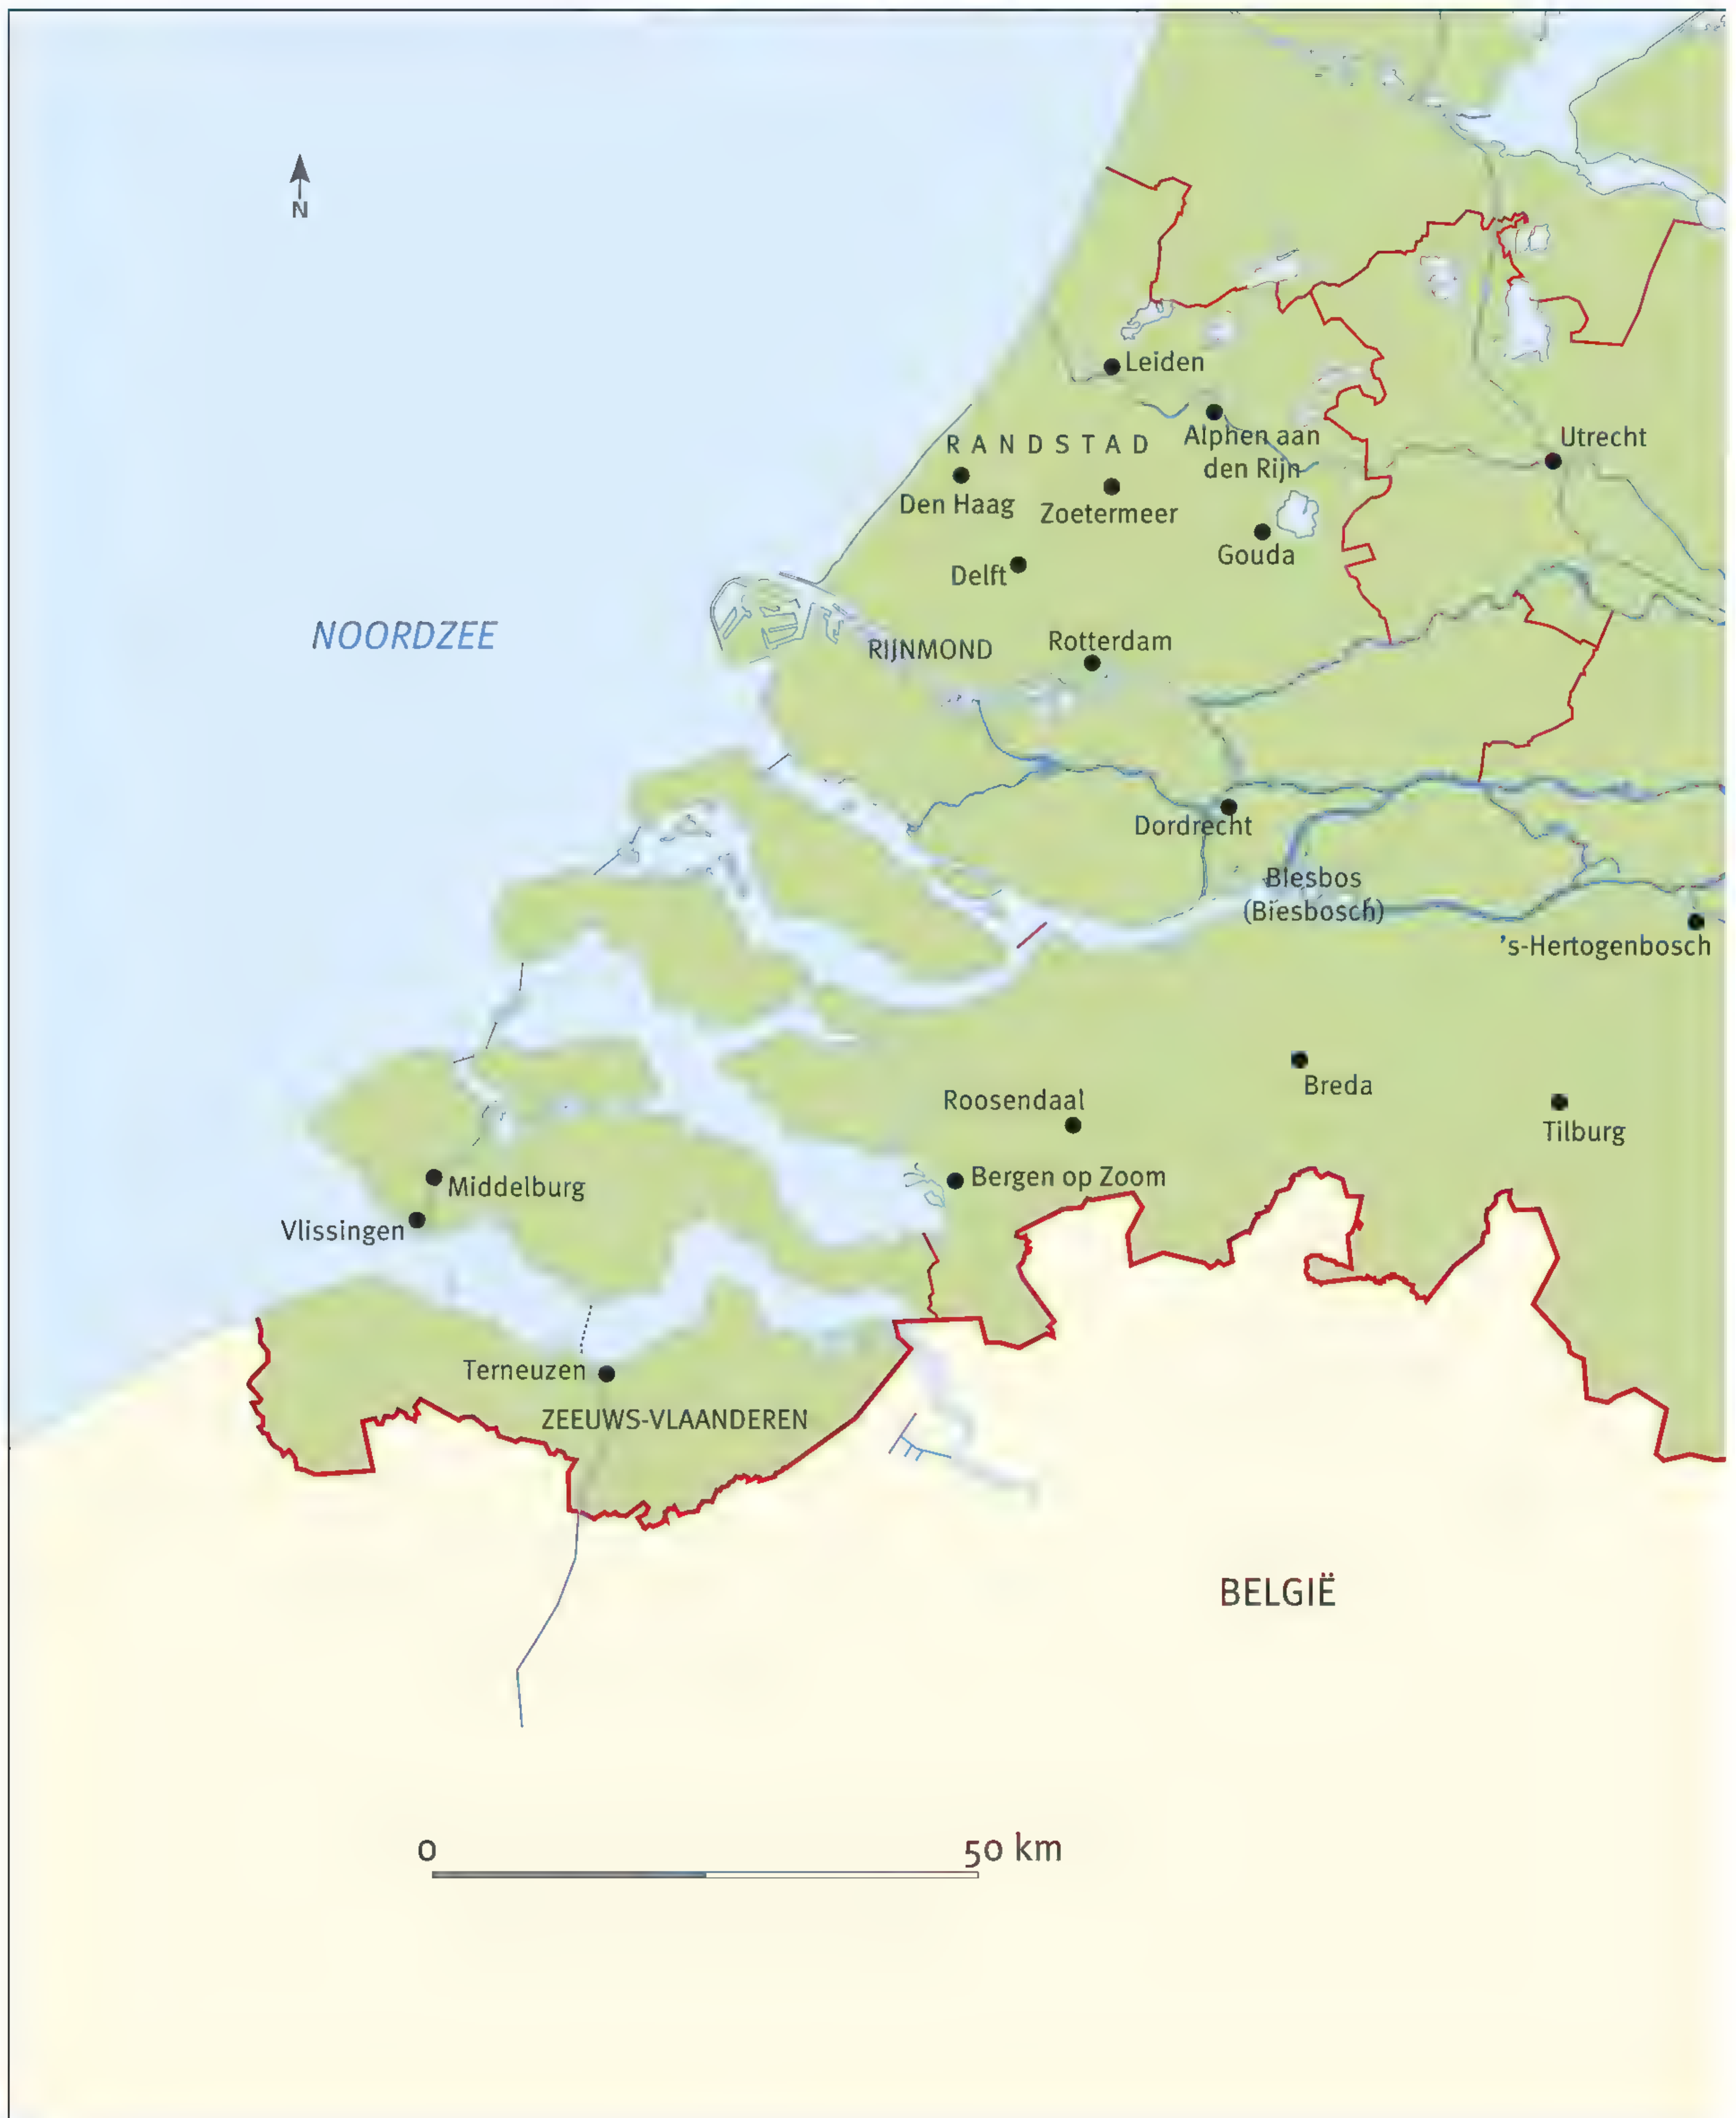 N
Leiden
RANDSTAD
Alphen aan
den Rijn
Utrecht
Den Haag
Zoetermeer
Gouda
Delft
NOORDZEE
RIJNMOND
Rotterdam
Dordrecht
Biesbos
(Biesbosch)
's-Hertogenbosch
Breda
Roosendaal
Tilburg
Bergen op Zoom
Middelburg
Vlissingen
Terneuzen
ZEEUWS-VLAANDEREN
BELGIË
0 50 km